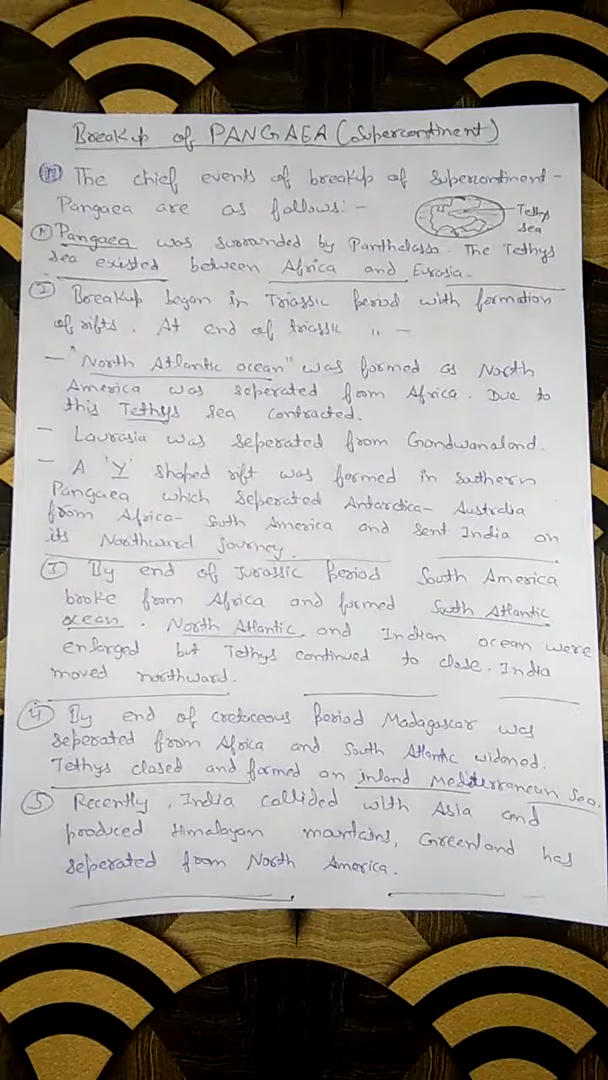 Breakup of PANGAEA (Supercontinent)
The chief events of breakup of Supercontinent -
Pangaea are as follows:-
Tethys
sea
① Pangaea was surrounded by Panthalassa. The Tethys
sea existed between Africa and Eurasia.
② Breakup began in Triassic period with formation
of rifts. At end of triassic " -
- "North Atlantic ocean" was formed as North
America was seperated from Africa. Due to
this Tethys sea contracted.
- Laurasia was seperated from Gondwanaland.
- A 'Y' shaped rift was formed in southern
Pangaea which seperated Antardica- Australia
from Africa- South America and sent India on
its Northward journey.
③ By end of Jurassic period South America
broke from Africa and formed South Atlantic
ocean. North Atlantic and Indian ocean were
enlarged but Tethys continued to close. India
moved northward.
④ By end of cretaceous period Madagascar was
seperated from Africa and South Atlantic widened.
Tethys closed and formed an inland Mediterranean Sea.
⑤ Recently, India collided with Asia and
produced Himalayan mountains, Greenland has
seperated from North America.